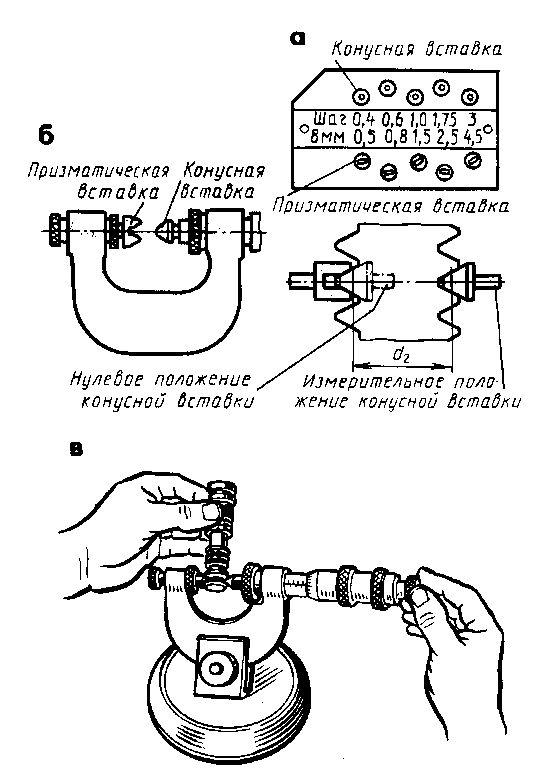 а
Конусная вставка
Шаг 0,4 0,6 1,0 1,75 3
в мм 0,5 0,8 1,5 2,5 4,5
Призматическая вставка
б
Призматическая Конусная
вставка вставка
d₂
Нулевое положение
конусной вставки
Измерительное поло-
жение конусной вставки
в